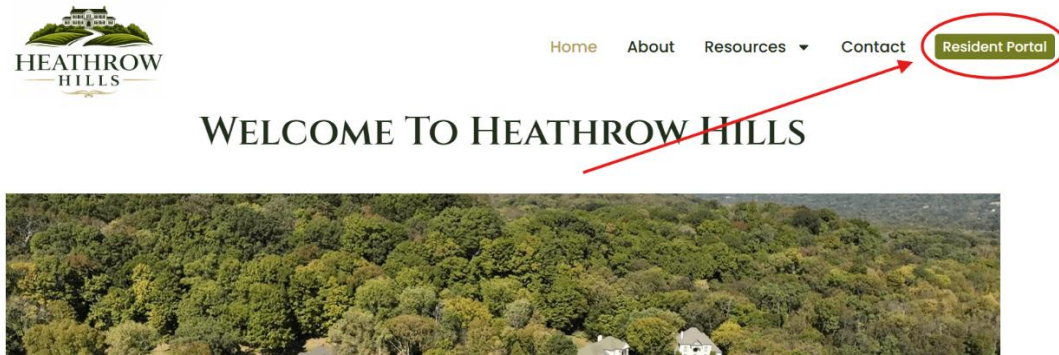 HEATHROW
HILLS
Home About Resources Contact Resident Portal
WELCOME TO HEATHROW HILLS